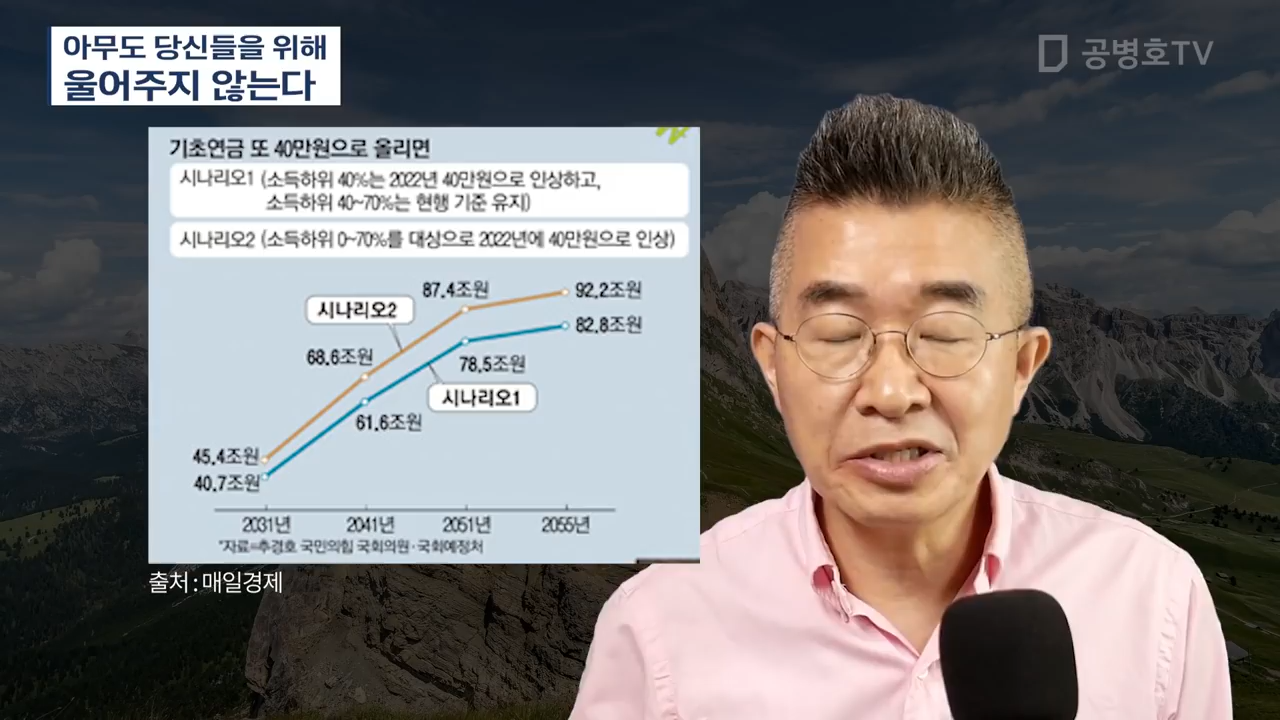 아무도 당신들을 위해
울어주지 않는다
공병호TV
기초연금 또 40만원으로 올리면
시나리오1 (소득하위 40%는 2022년 40만원으로 인상하고,
소득하위 40~70%는 현행 기준 유지)
시나리오2 (소득하위 0~70%를 대상으로 2022년에 40만원으로 인상)
87.4조원
92.2조원
시나리오2
82.8조원
68.6조원
78.5조원
시나리오1
61.6조원
45.4조원
40.7조원
2031년 2041년 2051년 2055년
*자료=추경호 국민의힘 국회의원·국회예정처
출처 : 매일경제